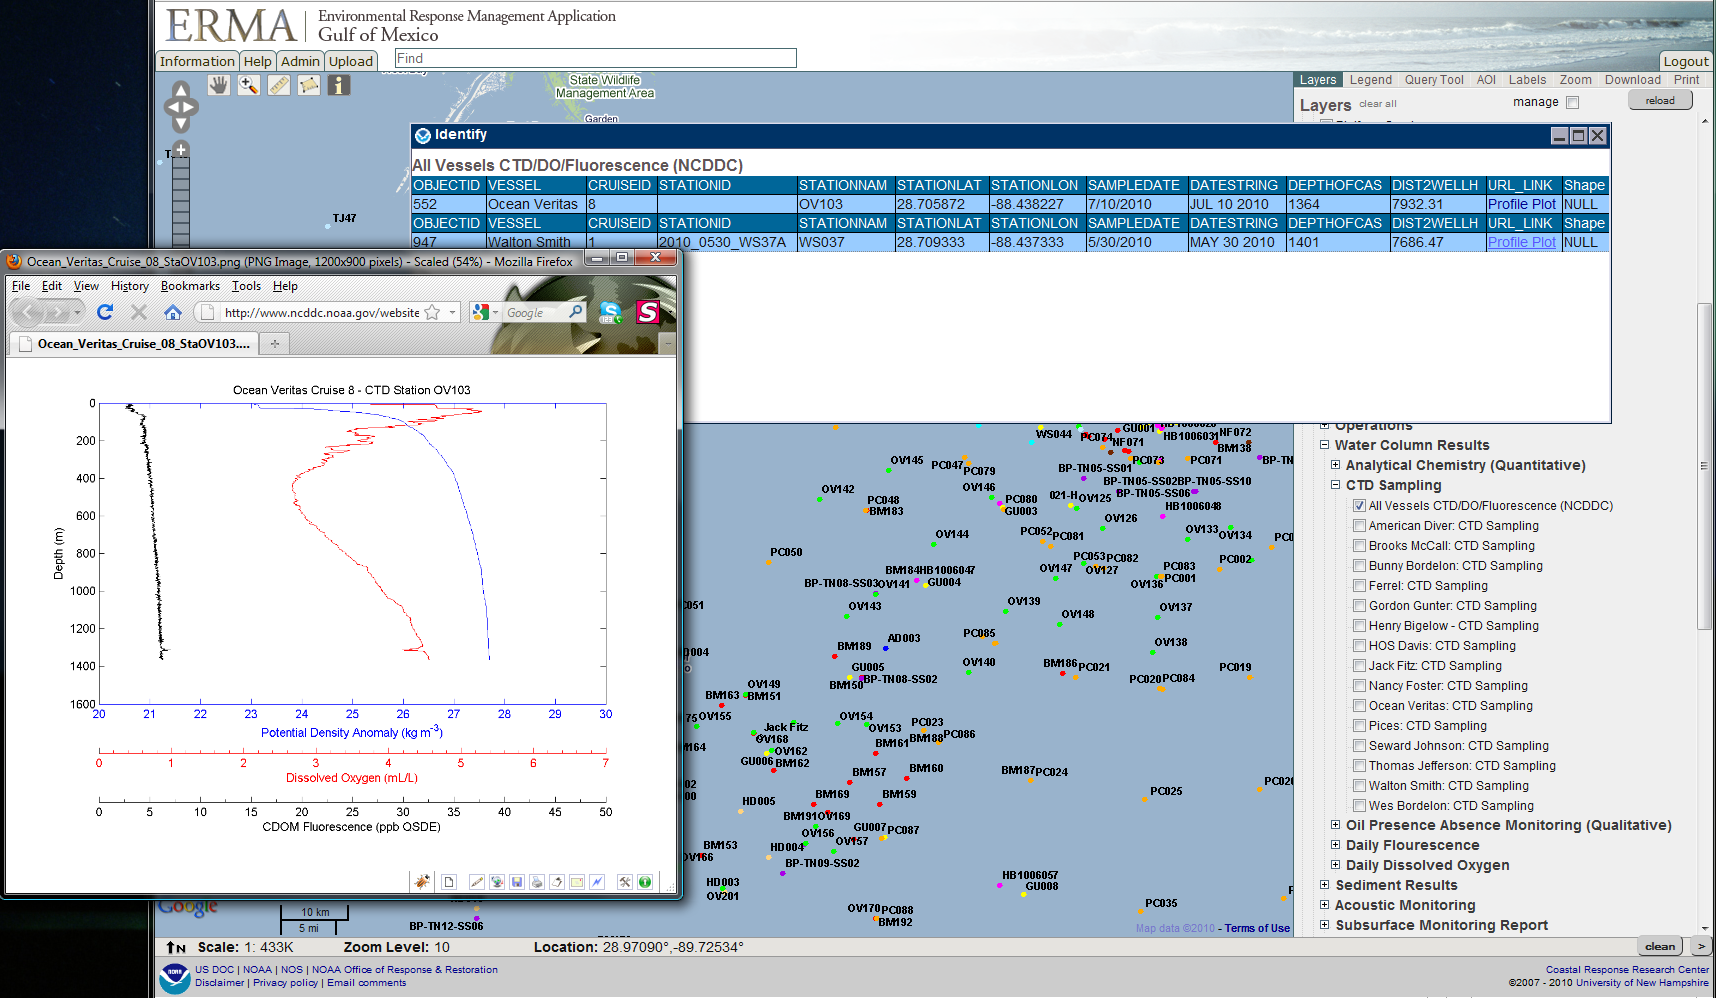 ERMA Environmental Response Management Application
Gulf of Mexico
Information Help Admin Upload Find Logout
Layers Legend Query Tool AOI Labels Zoom Download Print
Layers clear all manage reload
State Wildlife
Management Area
Garden
TJ47
Identify
All Vessels CTD/DO/Fluorescence (NCDDC)
OBJECTID VESSEL CRUISEID STATIONID STATIONNAM STATIONLAT STATIONLON SAMPLEDATE DATESTRING DEPTHOFCAS DIST2WELLH URL_LINK Shape
552 Ocean Veritas 8 OV103 28.705872 -88.438227 7/10/2010 JUL 10 2010 1364 7932.31 Profile Plot NULL
OBJECTID VESSEL CRUISEID STATIONID STATIONNAM STATIONLAT STATIONLON SAMPLEDATE DATESTRING DEPTHOFCAS DIST2WELLH URL_LINK Shape
947 Walton Smith 1 2010_0530_WS37A WS037 28.709333 -88.437333 5/30/2010 MAY 30 2010 1401 7686.47 Profile Plot NULL
Ocean_Veritas_Cruise_08_StaOV103.png (PNG Image, 1200x900 pixels) - Scaled (54%) - Mozilla Firefox
File Edit View History Bookmarks Tools Help
http://www.ncddc.noaa.gov/website Google
Ocean_Veritas_Cruise_08_StaOV103....
Ocean Veritas Cruise 8 - CTD Station OV103
0
200
400
600
800
1000
1200
1400
1600
Depth (m)
20 21 22 23 24 25 26 27 28 29 30
Potential Density Anomaly (kg m-3)
0 1 2 3 4 5 6 7
Dissolved Oxygen (mL/L)
0 5 10 15 20 25 30 35 40 45 50
CDOM Fluorescence (ppb QSDE)
WS044 PC074 GU001 HB1006031 NF072
NF071 BM138
OV145 PC047 PC079 BP-TN05-SS01 PC073 PC071 BP-TN
OV142 OV146 BP-TN05-SS02 BP-TN05-SS10
PC048 PC080 021-H OV125 BP-TN05-SS06
BM183 GU003 HB1006048
OV126
OV144 PC052 PC081 OV133 OV134
PC050 PC053 PC082 PC002
BM184 HB1006047 OV147 OV127 PC083
BP-TN08-SS03 OV141 GU004 OV136 PC001
OV143 OV139 OV148 OV137
AD003 PC085
BM189 OV138
GU005 OV140 BM186 PC021 PC019
BM150 BP-TN08-SS02 PC020 PC084
OV149
BM163 BM151
OV155 Jack Fitz OV154 PC023
OV168 OV153 BM188 PC086
OV162 BM161
GU006 BM162
BM157 BM160 BM187 PC024
HD005 BM169 BM159 PC025
BM191 OV169
OV156 GU007 PC087
BM153 HD004 OV157
BP-TN09-SS02
HD003 HB1006057
OV201 GU008
OV170 PC088 PC035
BP-TN12-SS06 BM192
Operations
Water Column Results
Analytical Chemistry (Quantitative)
CTD Sampling
All Vessels CTD/DO/Fluorescence (NCDDC)
American Diver: CTD Sampling
Brooks McCall: CTD Sampling
Bunny Bordelon: CTD Sampling
Ferrel: CTD Sampling
Gordon Gunter: CTD Sampling
Henry Bigelow - CTD Sampling
HOS Davis: CTD Sampling
Jack Fitz: CTD Sampling
Nancy Foster: CTD Sampling
Ocean Veritas: CTD Sampling
Pices: CTD Sampling
Seward Johnson: CTD Sampling
Thomas Jefferson: CTD Sampling
Walton Smith: CTD Sampling
Wes Bordelon: CTD Sampling
Oil Presence Absence Monitoring (Qualitative)
Daily Flourescence
Daily Dissolved Oxygen
Sediment Results
Acoustic Monitoring
Subsurface Monitoring Report
Google 10 km
5 mi
Map data ©2010 - Terms of Use
N Scale: 1: 433K Zoom Level: 10 Location: 28.97090°,-89.72534° clean >
NOAA US DOC | NOAA | NOS | NOAA Office of Response & Restoration
Disclaimer | Privacy policy | Email comments
Coastal Response Research Center
©2007 - 2010 University of New Hampshire